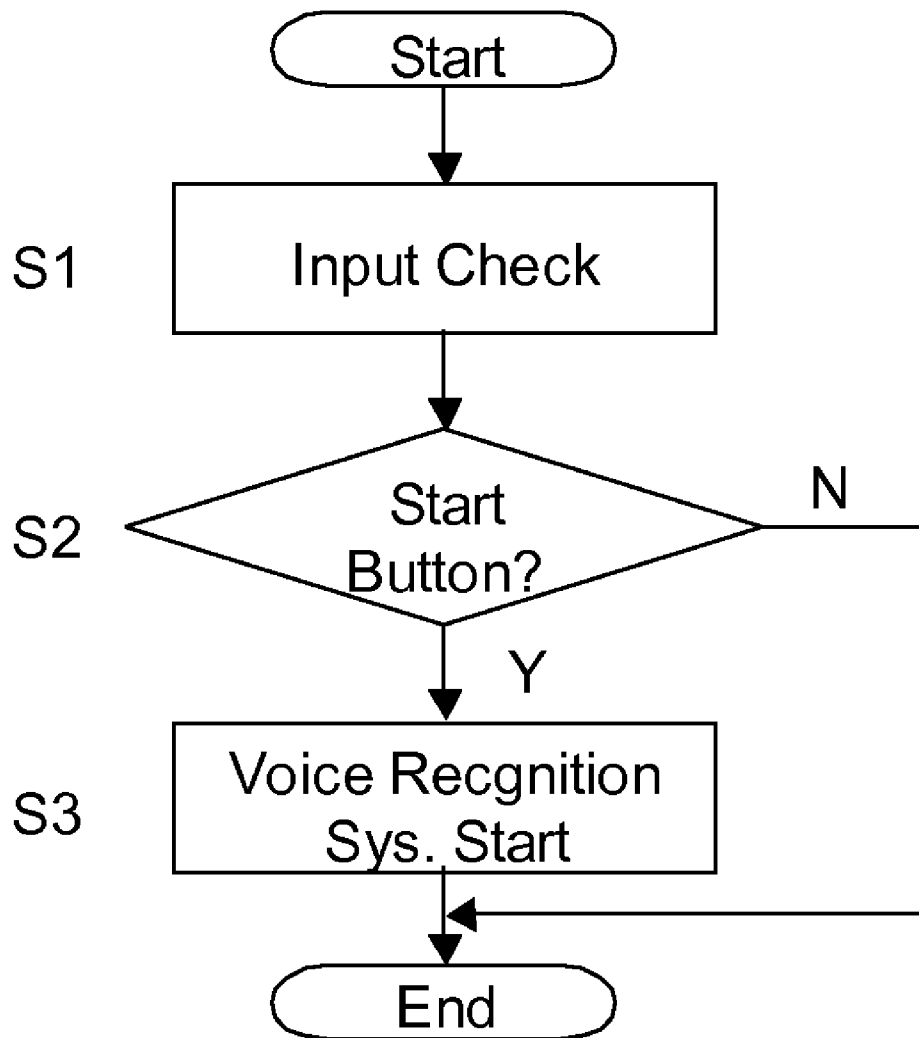 Start
S1
Input Check
S2
Start
Button?
N
Y
S3
Voice Recgnition
Sys. Start
End